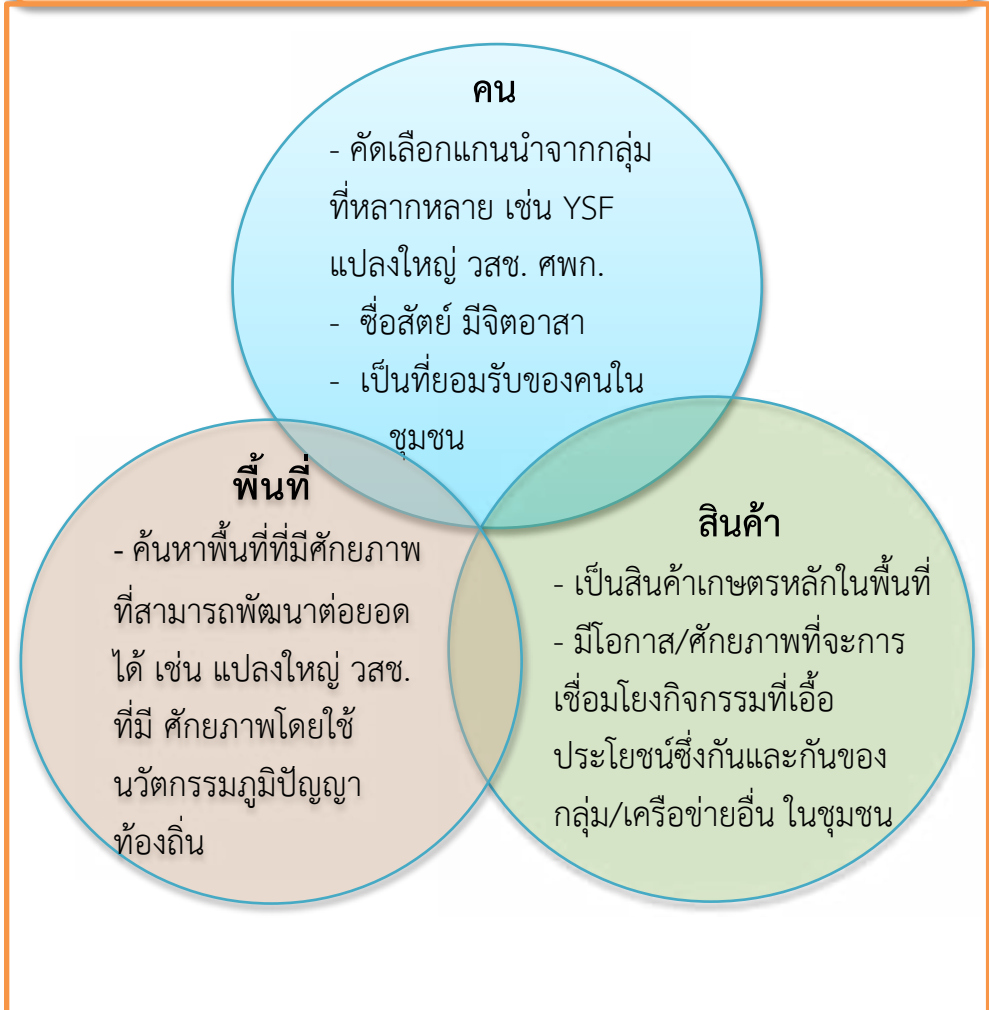 คน
- คัดเลือกแกนนำจากกลุ่ม
ที่หลากหลาย เช่น YSF
แปลงใหญ่ วสช. ศพก.
- ซื่อสัตย์ มีจิตอาสา
- เป็นที่ยอมรับของคนใน
ชุมชน
พื้นที่
- ค้นหาพื้นที่ที่มีศักยภาพ
ที่สามารถพัฒนาต่อยอด
ได้ เช่น แปลงใหญ่ วสช.
ที่มี ศักยภาพโดยใช้
นวัตกรรมภูมิปัญญา
ท้องถิ่น
สินค้า
- เป็นสินค้าเกษตรหลักในพื้นที่
- มีโอกาส/ศักยภาพที่จะการ
เชื่อมโยงกิจกรรมที่เอื้อ
ประโยชน์ซึ่งกันและกันของ
กลุ่ม/เครือข่ายอื่น ในชุมชน